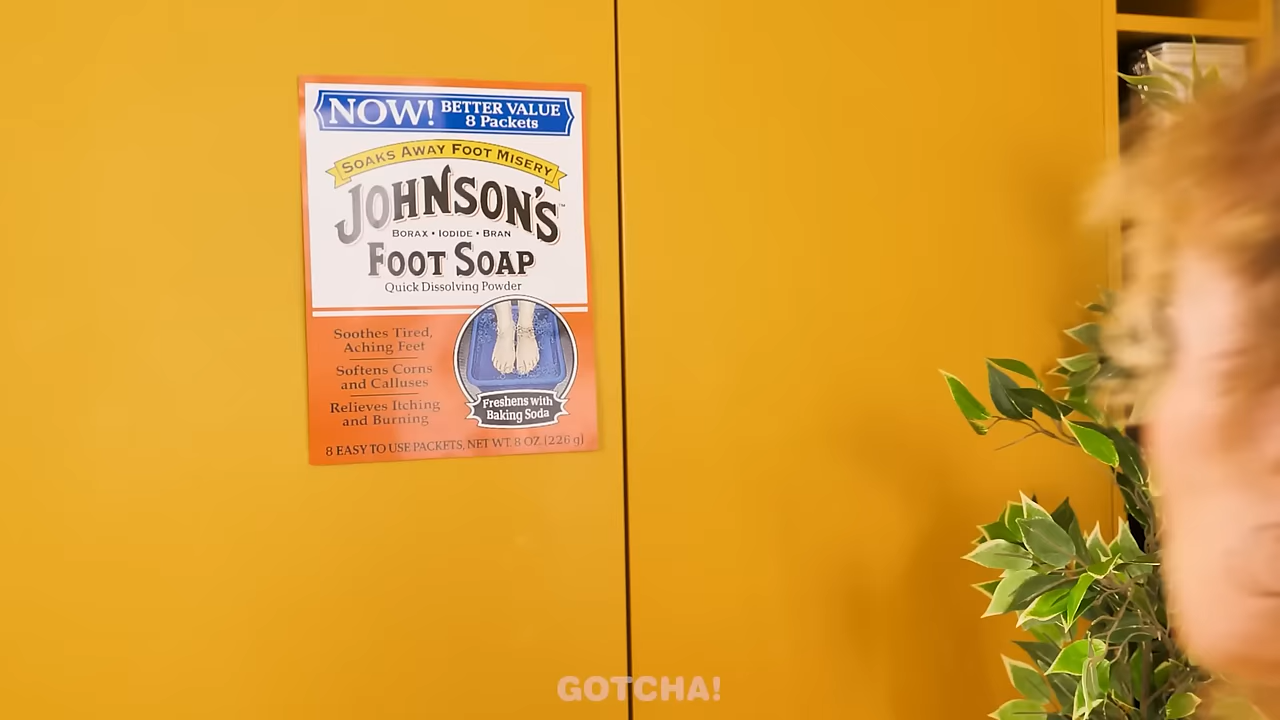 NOW! BETTER VALUE
8 Packets
SOAKS AWAY FOOT MISERY
JOHNSON'S™
BORAX • IODIDE • BRAN
FOOT SOAP
Quick Dissolving Powder
Soothes Tired,
Aching Feet
Softens Corns
and Calluses
Relieves Itching
and Burning
Freshens with
Baking Soda
8 EASY TO USE PACKETS, NET WT. 8 OZ. (226 g)
GOTCHA!